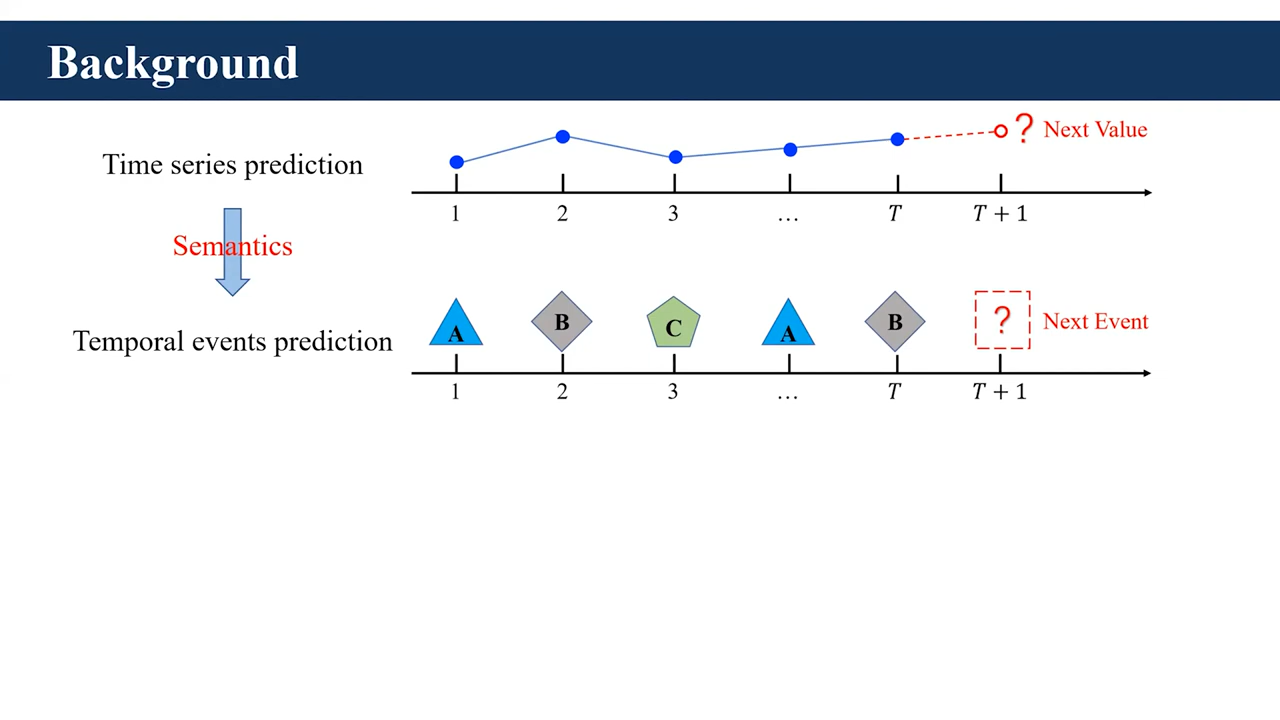 Background
Time series prediction
? Next Value
1 2 3 … T T + 1
Semantics
Temporal events prediction
A B C A B ? Next Event
1 2 3 … T T + 1